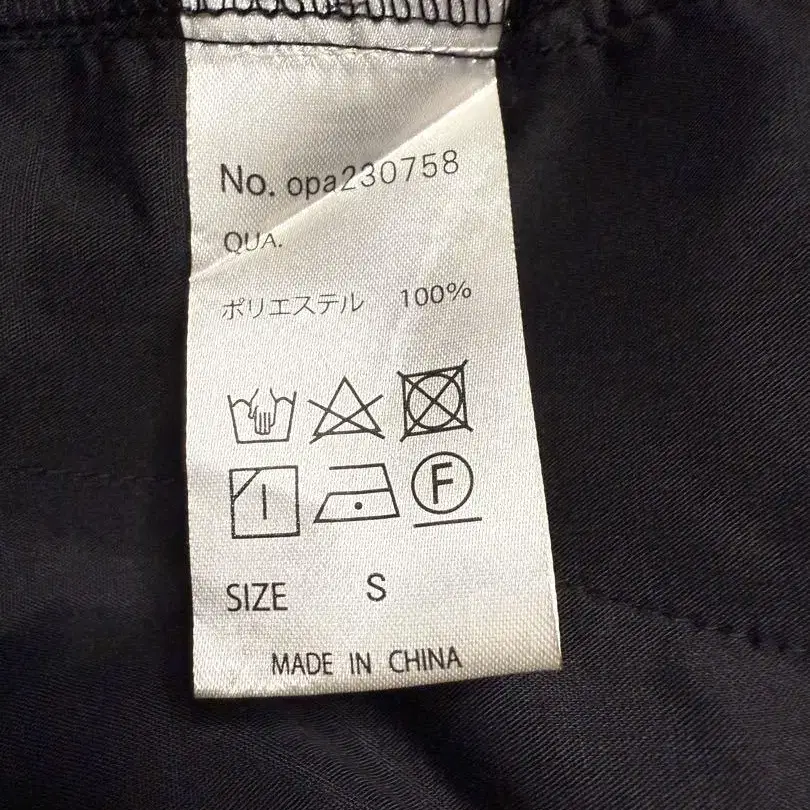 No. opa230758
QUA.
ポリエステル 100%
F
SIZE S
MADE IN CHINA